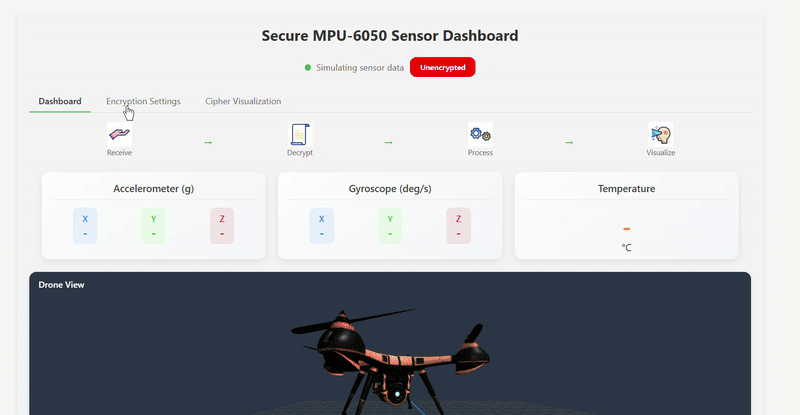 Secure MPU-6050 Sensor Dashboard
Simulating sensor data Unencrypted
Dashboard Encryption Settings Cipher Visualization
Receive → Decrypt → Process → Visualize
Accelerometer (g) Gyroscope (deg/s) Temperature
X Y Z X Y Z
- - - - - - -
°C
Drone View